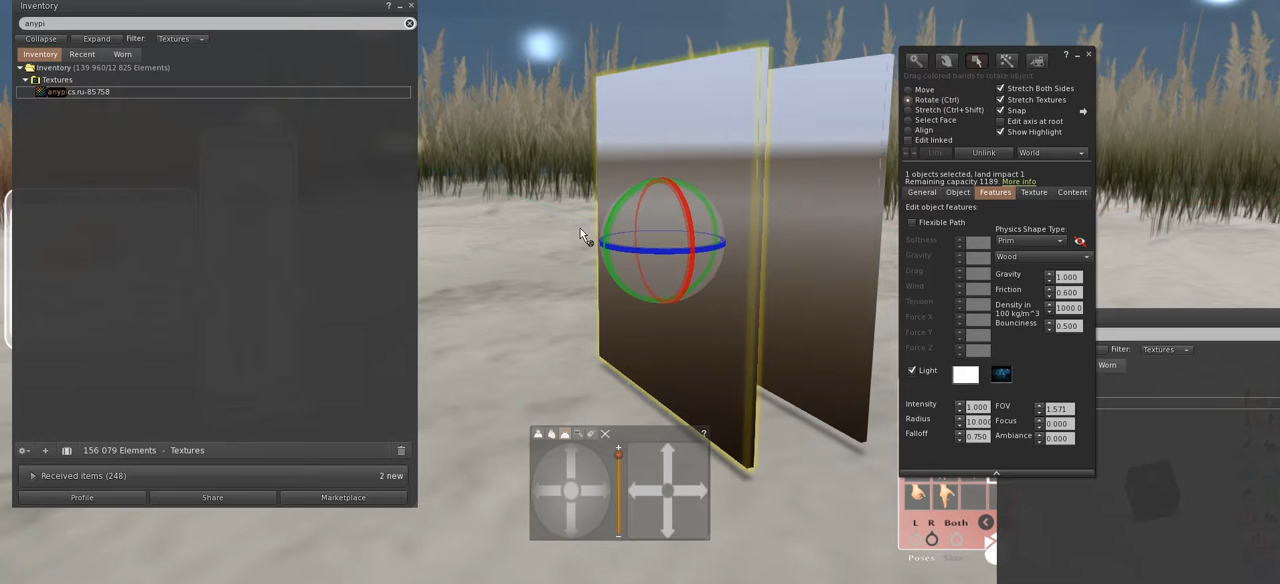 Inventory
? _ ×
anypi
Collapse Expand Filter: Textures
Inventory Recent Worn
Inventory (139 960/12 825 Elements)
Textures
anypics.ru-85758
156 079 Elements - Textures
Received items (248) 2 new
Profile Share Marketplace
?
? _ ×
Drag colored bands to rotate object
Move
Rotate (Ctrl)
Stretch (Ctrl+Shift)
Select Face
Align
Edit linked
Stretch Both Sides
Stretch Textures
Snap
Edit axis at root
Show Highlight
Link Unlink World
1 objects selected, land impact 1
Remaining capacity 1189. More info
General Object Features Texture Content
Edit object features:
Flexible Path
Softness
Gravity
Drag
Wind
Tension
Force X
Force Y
Force Z
Physics Shape Type:
Prim
Wood
Gravity 1.000
Friction 0.600
Density in
100 kg/m^3 1000.0
Bounciness 0.500
Light
Intensity 1.000 FOV 1.571
Radius 10.000 Focus 0.000
Falloff 0.750 Ambiance 0.000
Filter: Textures
Worn
L R Both
Poses